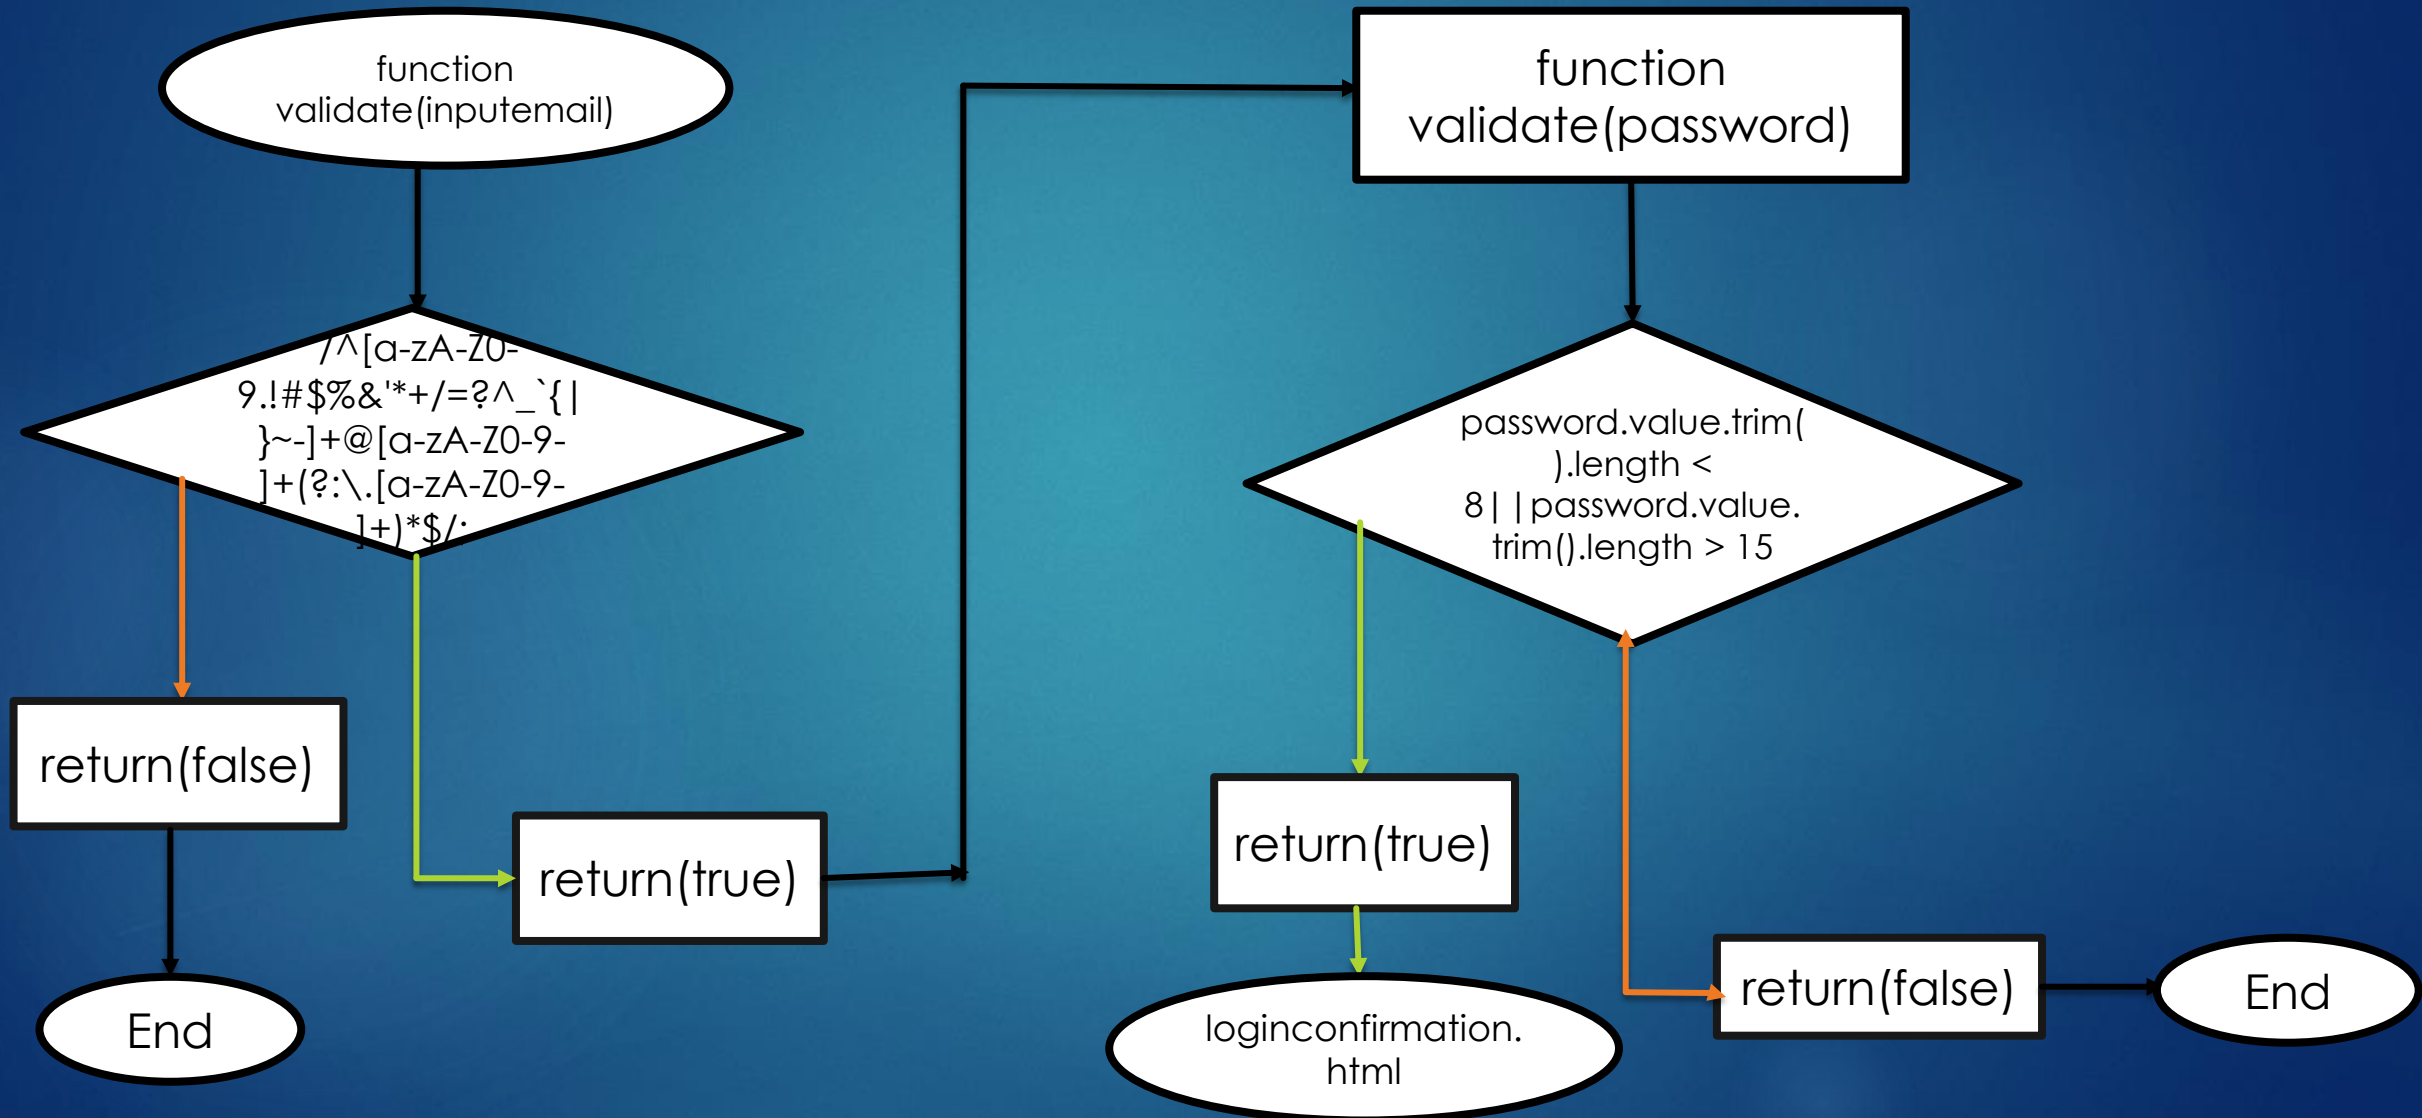 function
validate(inputemail)
/^[a-zA-Z0-
9.!#$%&'*+/=?^_`{|
}~-]+@[a-zA-Z0-9-
]+(?:\.[a-zA-Z0-9-
]+)*$/;
return(false)
End
return(true)
function
validate(password)
password.value.trim(
).length <
8||password.value.
trim().length > 15
return(true)
loginconfirmation.
html
return(false)
End